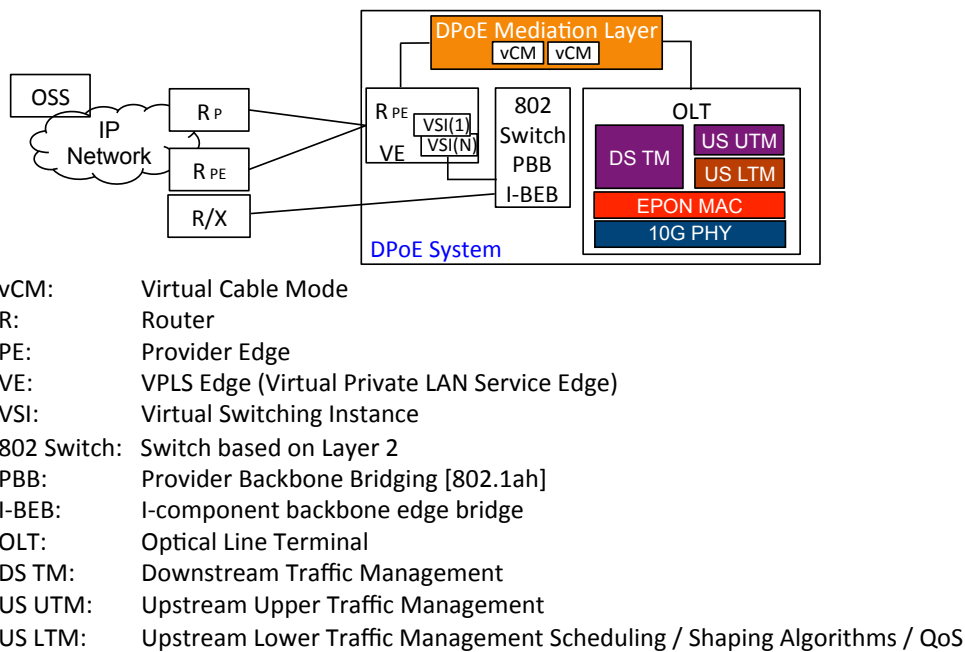 DPoE Mediation Layer
vCM vCM
OSS
IP
Network
R P
R PE
R/X
R PE
VSI(1)
VSI(N)
VE
802
Switch
PBB
I-BEB
OLT
DS TM
US UTM
US LTM
EPON MAC
10G PHY
DPoE System
vCM: Virtual Cable Mode
R: Router
PE: Provider Edge
VE: VPLS Edge (Virtual Private LAN Service Edge)
VSI: Virtual Switching Instance
802 Switch: Switch based on Layer 2
PBB: Provider Backbone Bridging [802.1ah]
I-BEB: I-component backbone edge bridge
OLT: Optical Line Terminal
DS TM: Downstream Traffic Management
US UTM: Upstream Upper Traffic Management
US LTM: Upstream Lower Traffic Management Scheduling / Shaping Algorithms / QoS